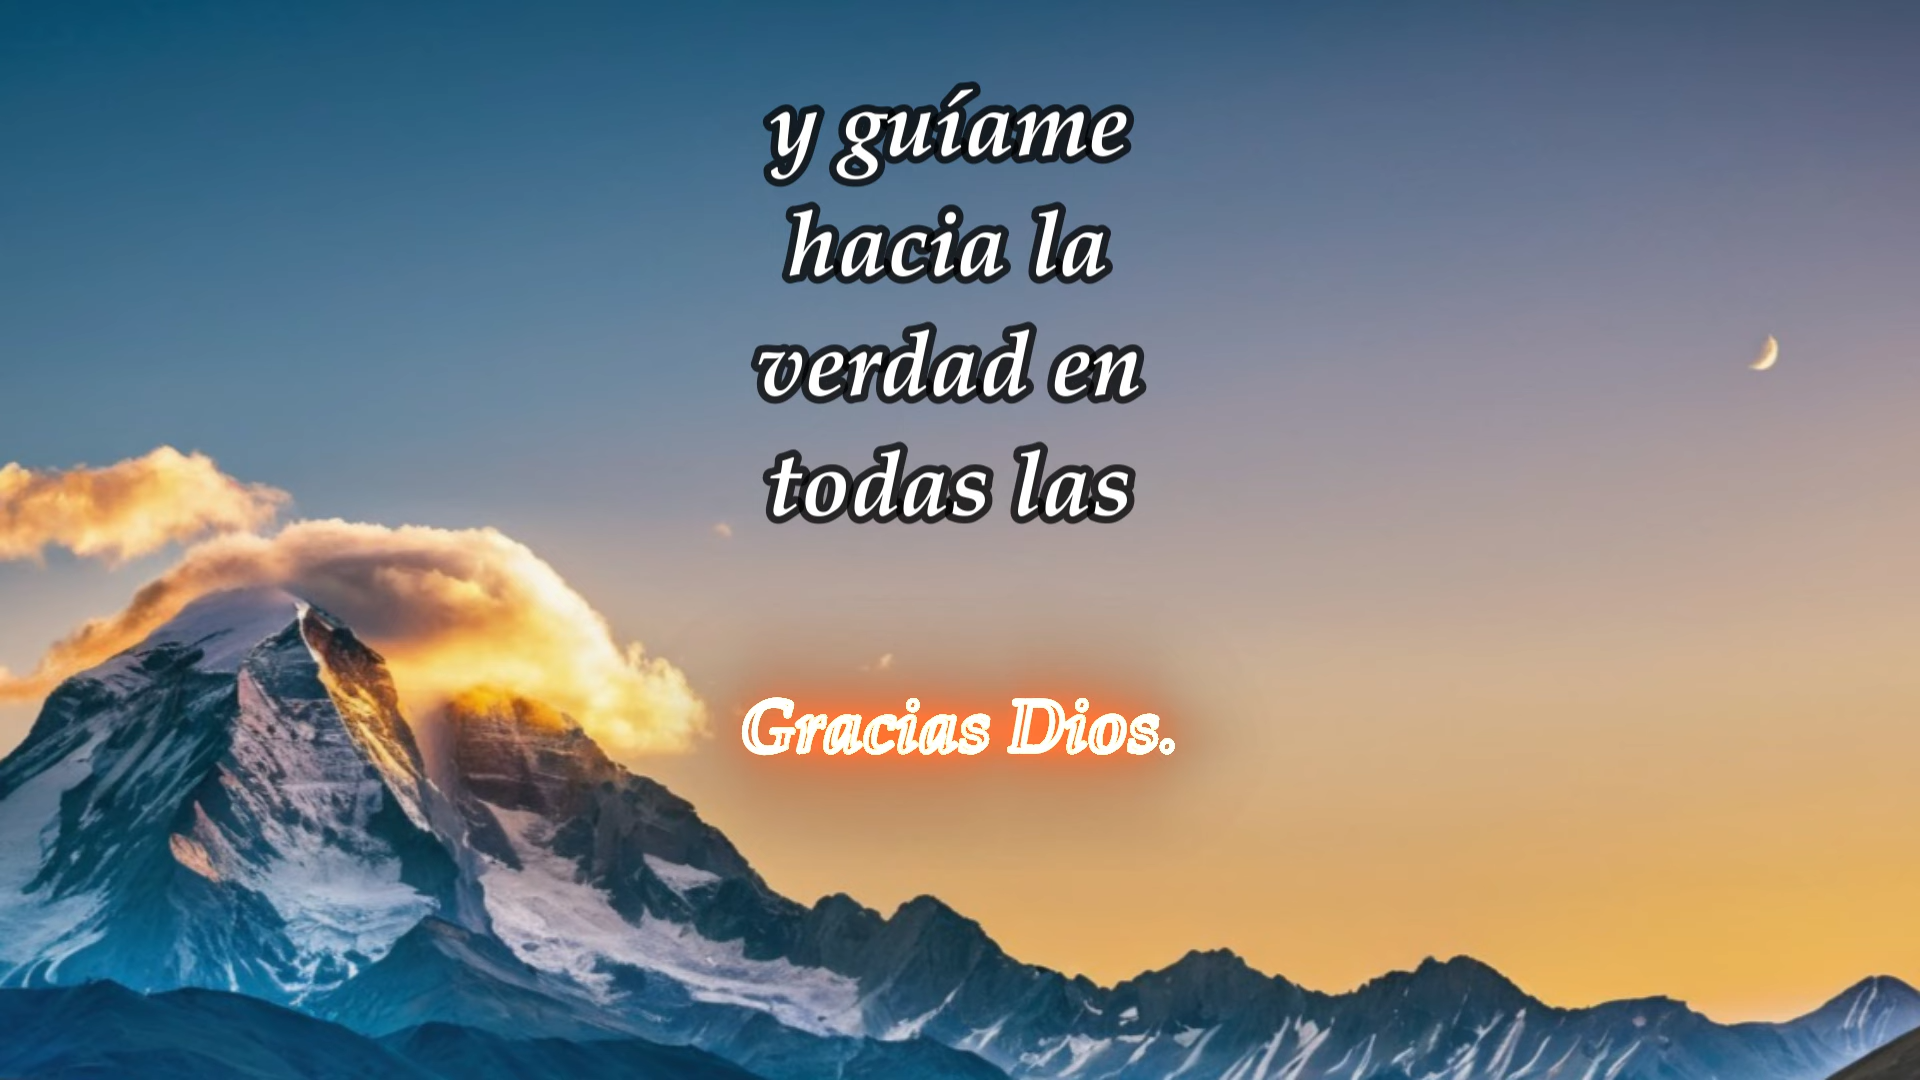 y guíame
hacia la
verdad en
todas las
Gracias Dios.